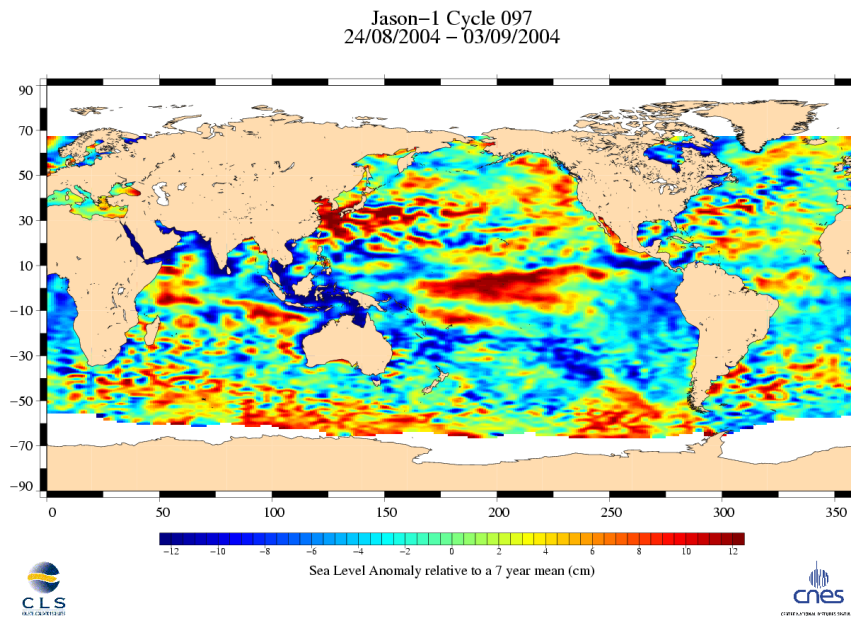 Jason−1 Cycle 097
24/08/2004 − 03/09/2004
90
70
50
30
10
−10
−30
−50
−70
−90
0 50 100 150 200 250 300 350
−12 −10 −8 −6 −4 −2 0 2 4 6 8 10 12
Sea Level Anomaly relative to a 7 year mean (cm)
CLS
cnes